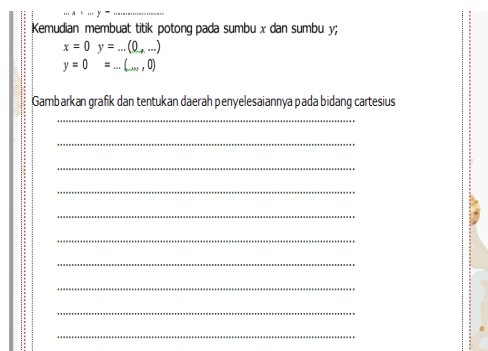 ... x + ... y = ........................
Kemudian membuat titik potong pada sumbu x dan sumbu y;
x = 0 y = ... (0 , ...)
y = 0 = ... (... , 0)
Gambarkan grafik dan tentukan daerah penyelesaiannya pada bidang cartesius